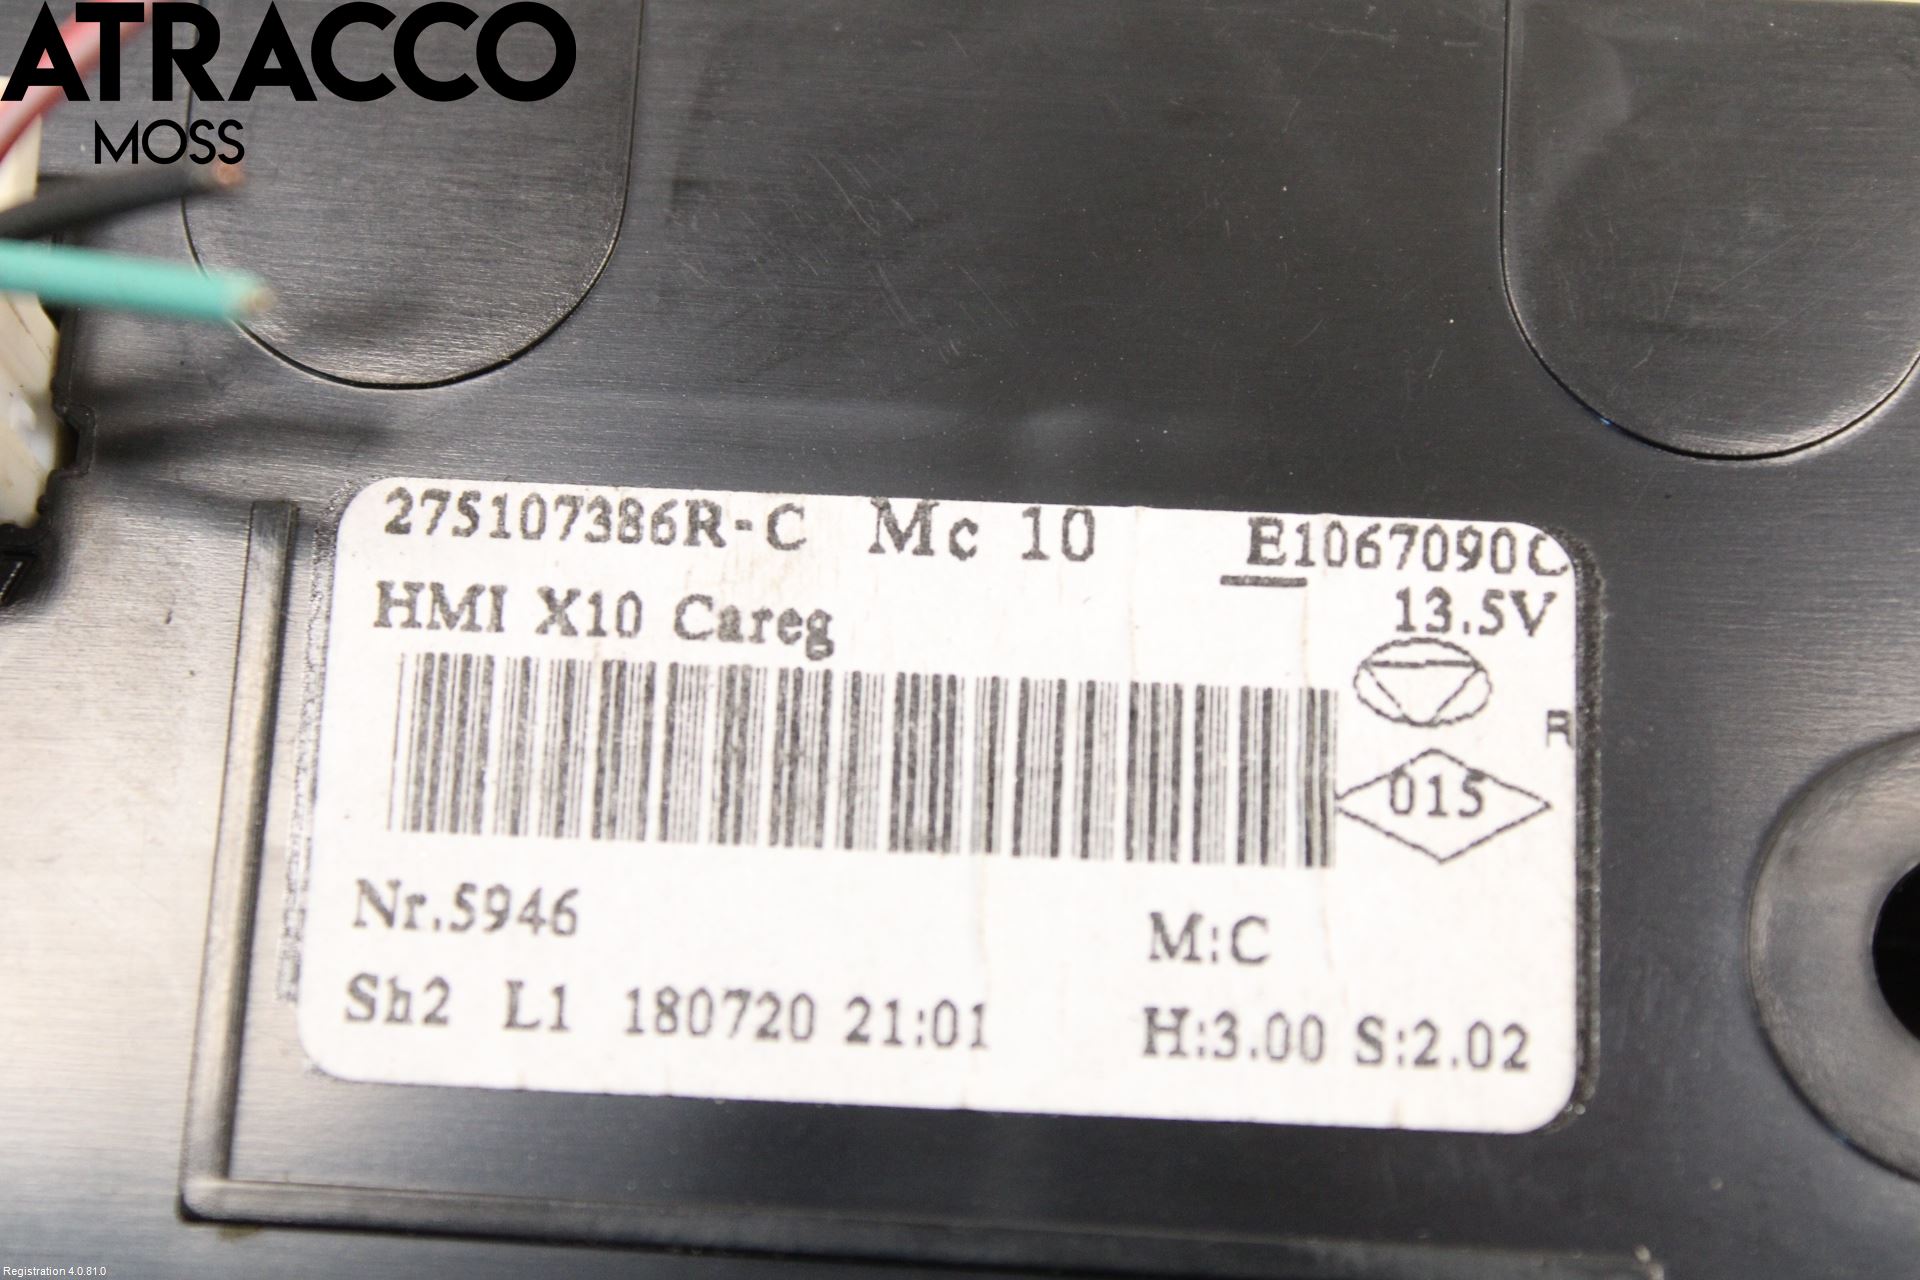 ATRACCO
MOSS
275107386R-C Mc 10 E1067090C
HMI X10 Careg 13.5V
R
015
Nr.5946 M:C
Sh2 L1 180720 21:01 H:3.00 S:2.02
Registration 4.0.81.0